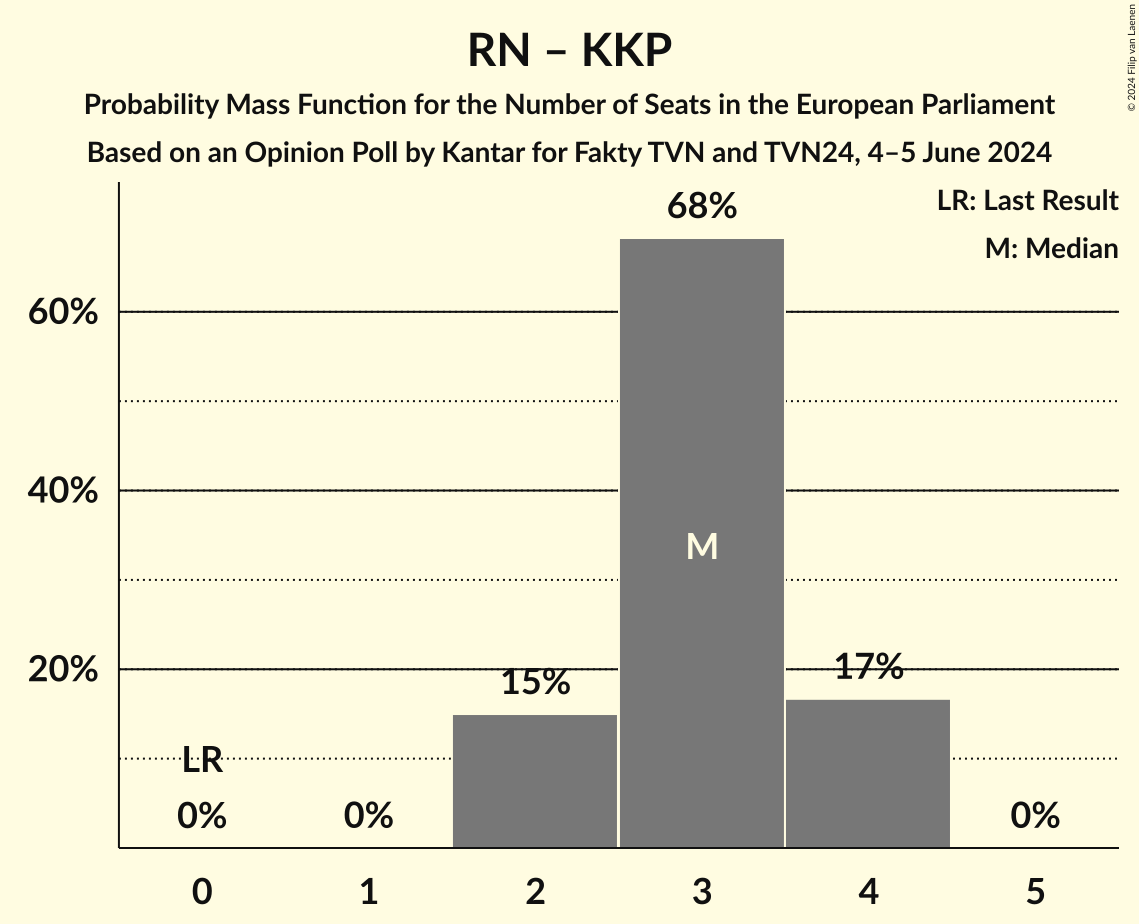 RN – KKP
Probability Mass Function for the Number of Seats in the European Parliament
Based on an Opinion Poll by Kantar for Fakty TVN and TVN24, 4–5 June 2024
© 2024 Filip van Laenen
LR: Last Result
M: Median
68%
60%
40%
M
20%
15%
17%
LR
0%
0%
0%
0
1
2
3
4
5